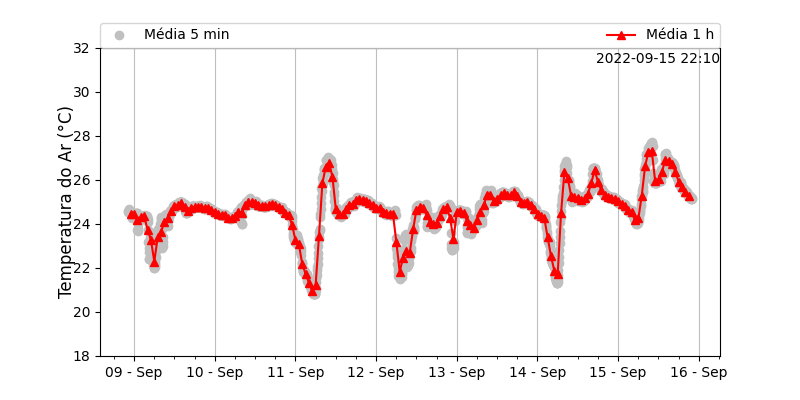 Média 5 min
Média 1 h
2022-09-15 22:10
Temperatura do Ar (°C)
32
30
28
26
24
22
20
18
09 - Sep
10 - Sep
11 - Sep
12 - Sep
13 - Sep
14 - Sep
15 - Sep
16 - Sep